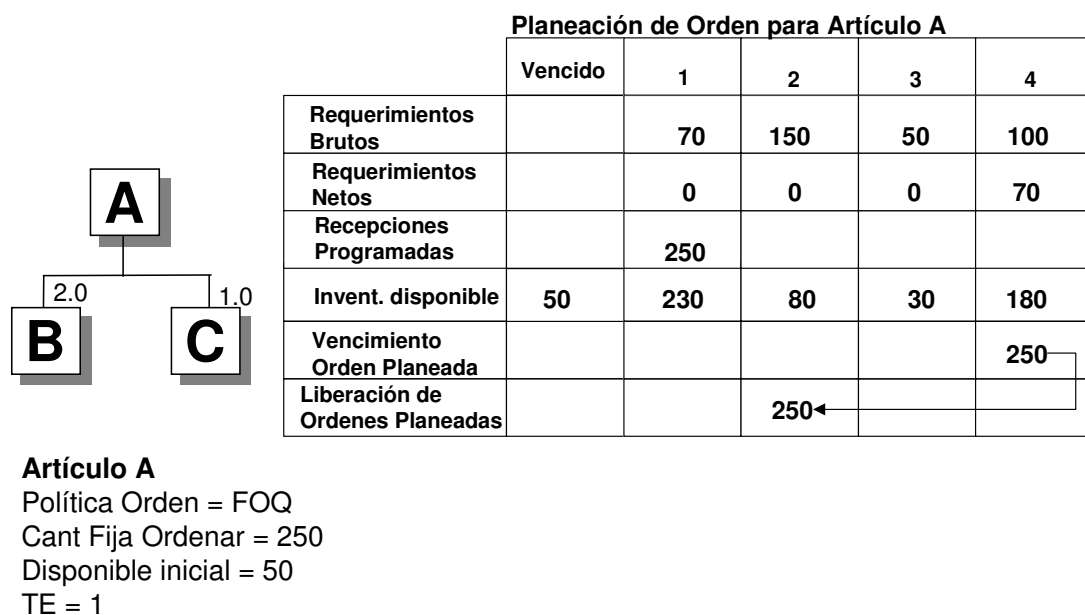 Planeación de Orden para Artículo A
Vencido 1 2 3 4
Requerimientos
Brutos 70 150 50 100
Requerimientos
Netos 0 0 0 70
Recepciones
Programadas 250
Invent. disponible 50 230 80 30 180
Vencimiento
Orden Planeada 250
Liberación de
Ordenes Planeadas 250
A
2.0 1.0
B C
Artículo A
Política Orden = FOQ
Cant Fija Ordenar = 250
Disponible inicial = 50
TE = 1